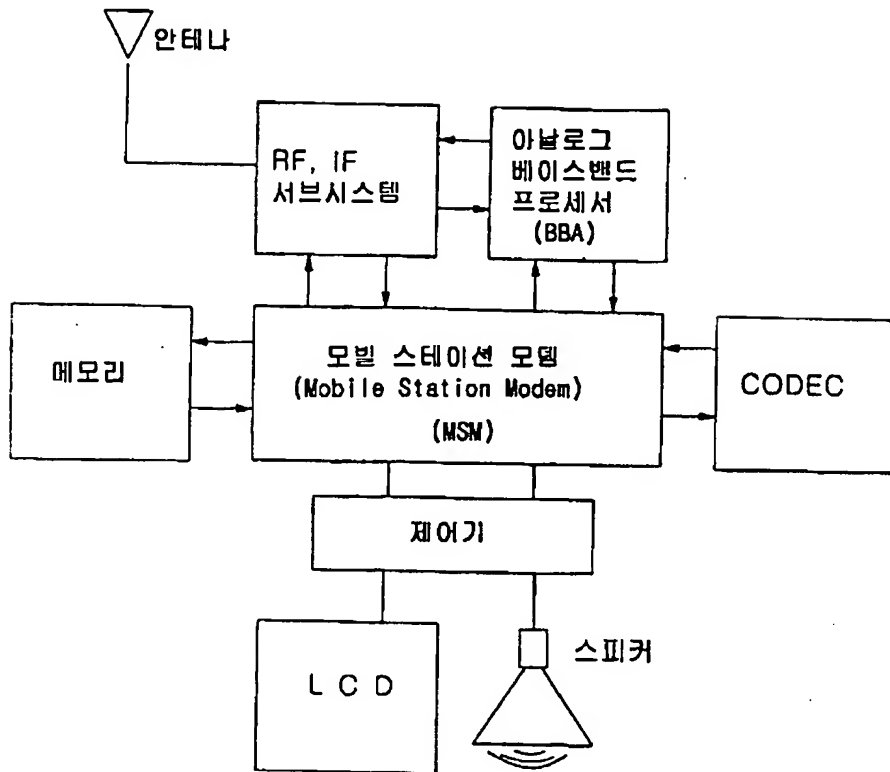 안테나
RF, IF
서브시스템
아날로그
베이스밴드
프로세서
(BBA)
메모리
모빌 스테이션 모뎀
(Mobile Station Modem)
(MSM)
CODEC
제어기
LCD
스피커